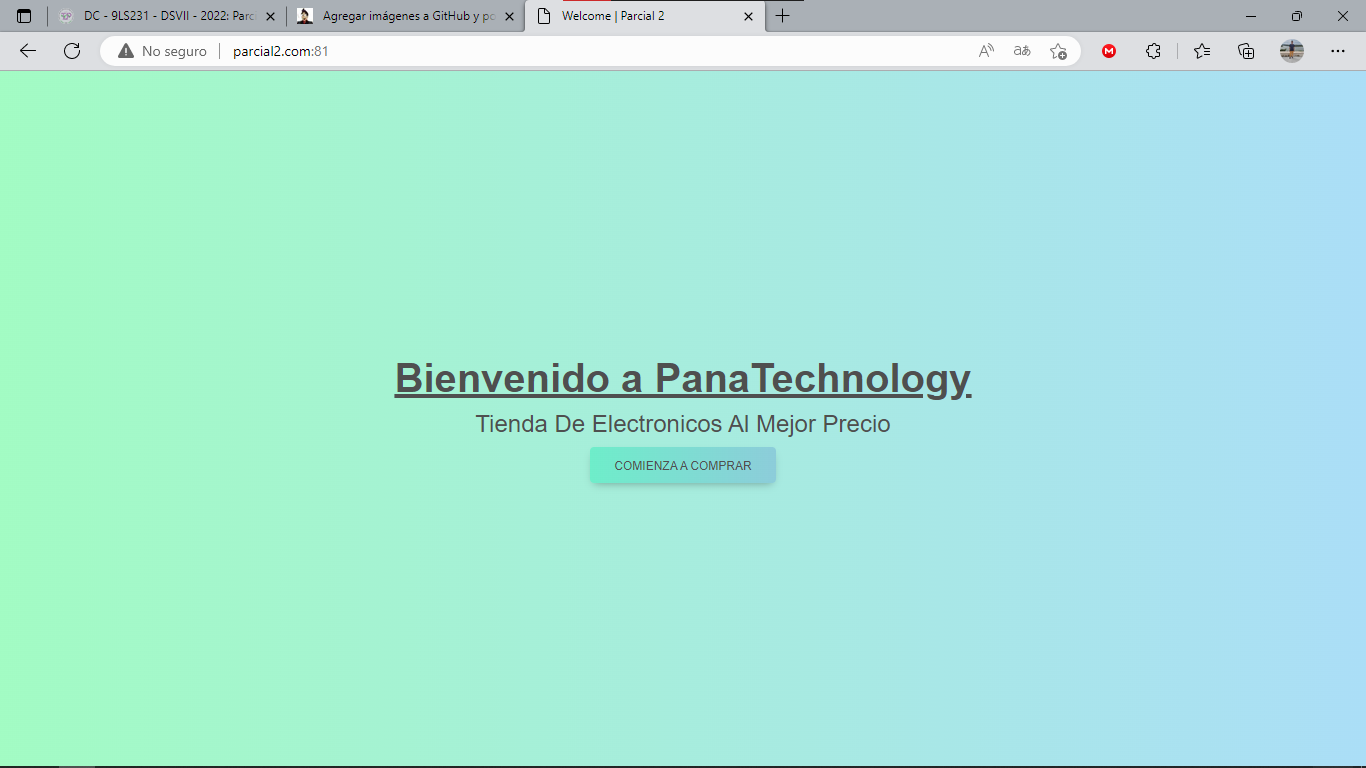 DC - 9LS231 - DSVII - 2022: Parc
Agregar imágenes a GitHub y po
Welcome | Parcial 2
No seguro
parcial2.com:81
Bienvenido a PanaTechnology
Tienda De Electronicos Al Mejor Precio
COMIENZA A COMPRAR